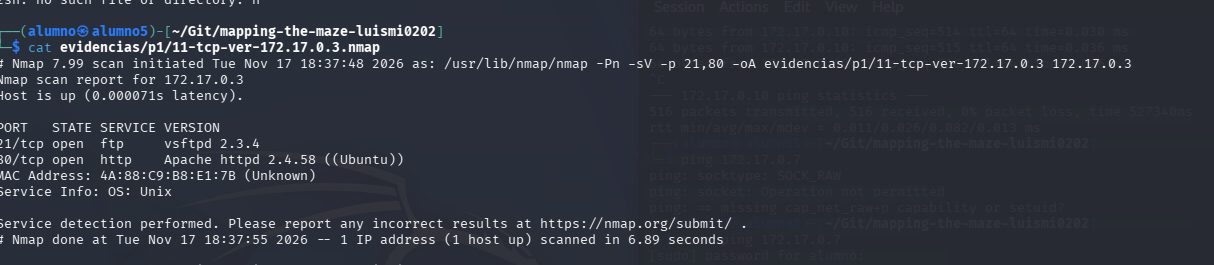 zsh: no such file or directory: n
Session Actions Edit View Help
┌──(alumno㉿alumno5)-[~/Git/mapping-the-maze-luismi0202]
└─$ cat evidencias/p1/11-tcp-ver-172.17.0.3.nmap
# Nmap 7.99 scan initiated Tue Nov 17 18:37:48 2026 as: /usr/lib/nmap/nmap -Pn -sV -p 21,80 -oA evidencias/p1/11-tcp-ver-172.17.0.3 172.17.0.3
Nmap scan report for 172.17.0.3
Host is up (0.000071s latency).
PORT   STATE SERVICE VERSION
21/tcp open  ftp     vsftpd 2.3.4
80/tcp open  http    Apache httpd 2.4.58 ((Ubuntu))
MAC Address: 4A:88:C9:B8:E1:7B (Unknown)
Service Info: OS: Unix
Service detection performed. Please report any incorrect results at https://nmap.org/submit/ .
# Nmap done at Tue Nov 17 18:37:55 2026 -- 1 IP address (1 host up) scanned in 6.89 seconds
64 bytes from 172.17.0.10: icmp_seq=514 ttl=64 time=0.030 ms
64 bytes from 172.17.0.10: icmp_seq=515 ttl=64 time=0.036 ms
^C
--- 172.17.0.10 ping statistics ---
516 packets transmitted, 516 received, 0% packet loss, time 527340ms
rtt min/avg/max/mdev = 0.011/0.026/0.082/0.013 ms
~/Git/mapping-the-maze-luismi0202
ping 172.17.0.7
ping: socktype: SOCK_RAW
ping: socket: Operation not permitted
ping: => missing cap_net_raw+p capability or setuid?
~/Git/mapping-the-maze-luismi0202
ping 172.17.0.7
[sudo] password for alumno: